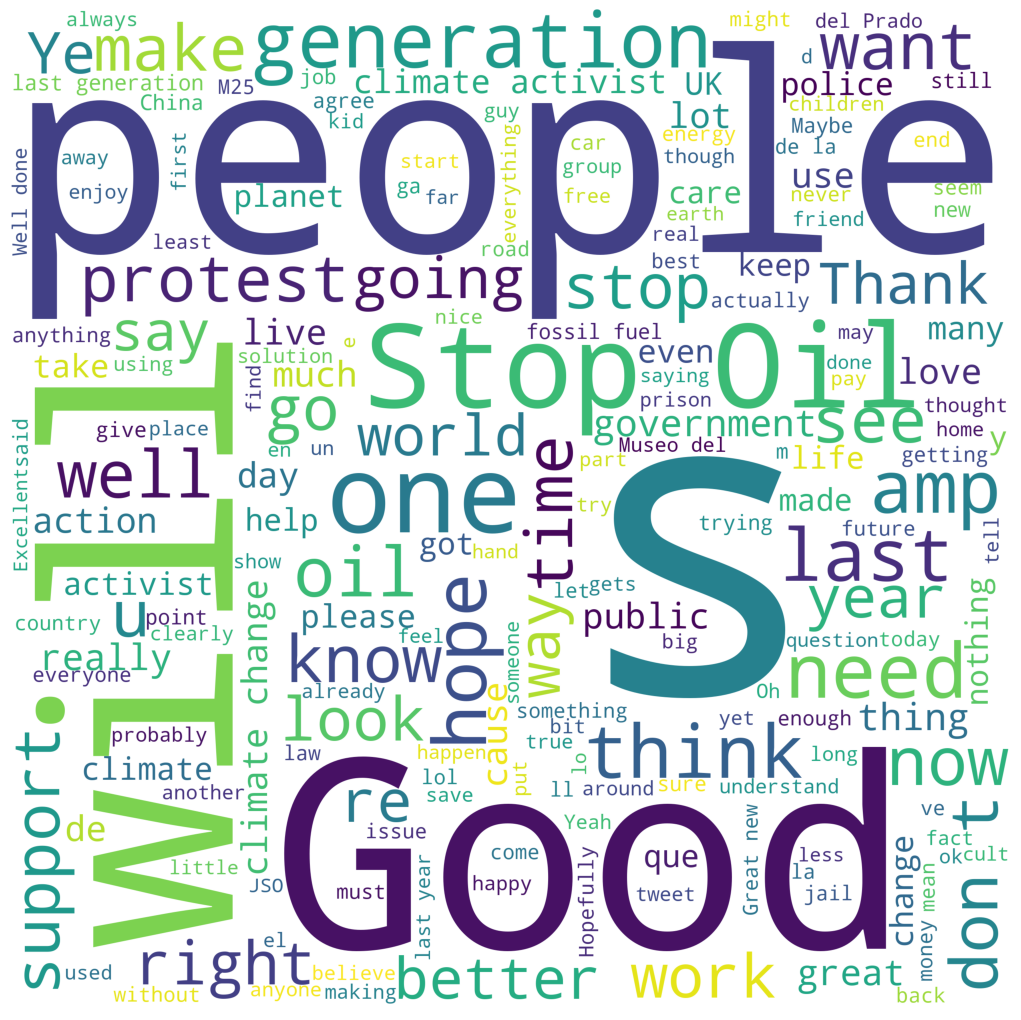 always
might
del Prado
Ye
make
generation
want
last generation
M25
job
climate activist
UK
d
police
still
China
agree
kid
guy
lot
energy
children
Maybe
end
people
Well done
away
enjoy
first
planet
ga
start
far
everything
car
group
free
though
care
earth
de la
use
never
friend
seem
new
least
road
real
best
keep
protest
going
stop
actually
Thank
anything
say
live
nice
fossil fuel
may
many
take
using
solution
e
Stop Oil
even
saying
done
pay
love
find
much
prison
thought
give
place
go
world
government
see
home
y
en
un
Museo del
getting
Excellent
said
well
day
one
time
part
m
life
amp
action
help
got
hand
try
S
trying
made
future
tell
Will
show
oil
last
activist
u
point
let
gets
public
year
country
clearly
please
feel
hope
way
someone
big
question
today
nothing
really
climate change
know
need
everyone
already
Oh
support
.
look
cause
something
yet
enough
thing
probably
law
happen
bit
true
think
long
now
climate
another
lol
save
put
lo
ll
around
sure
understand
de
re
issue
Good
Yeah
ve
fact
don t
little
come
que
less
ok
cult
JSO
must
happy
tweet
Great new
la
jail
change
mean
last year
Hopefully
money
el
used
right
believe
better
work
great
without
anyone
making
back